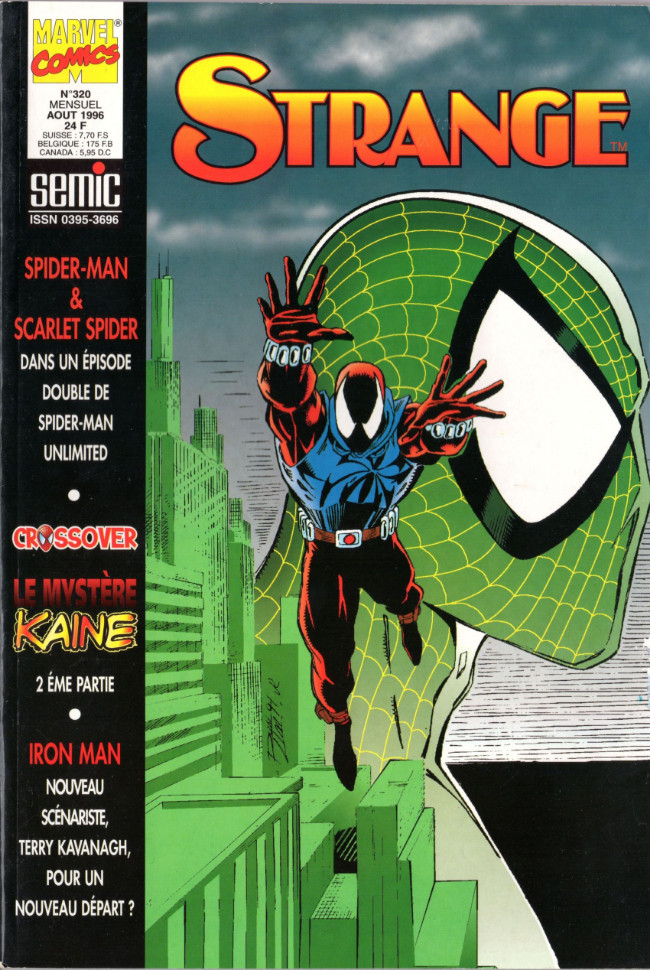 MARVEL®
COMICS
M
N°320
MENSUEL
AOUT 1996
24 F
SUISSE : 7,70 F.S
BELGIQUE : 175 F.B
CANADA : 5,95 D.C
semic
ISSN 0395-3696
STRANGE™
SPIDER-MAN
&
SCARLET SPIDER
DANS UN ÉPISODE
DOUBLE DE
SPIDER-MAN
UNLIMITED
CROSSOVER
LE MYSTÈRE
KAINE
2 ÉME PARTIE
IRON MAN
NOUVEAU
SCÉNARISTE,
TERRY KAVANAGH,
POUR UN
NOUVEAU DÉPART ?